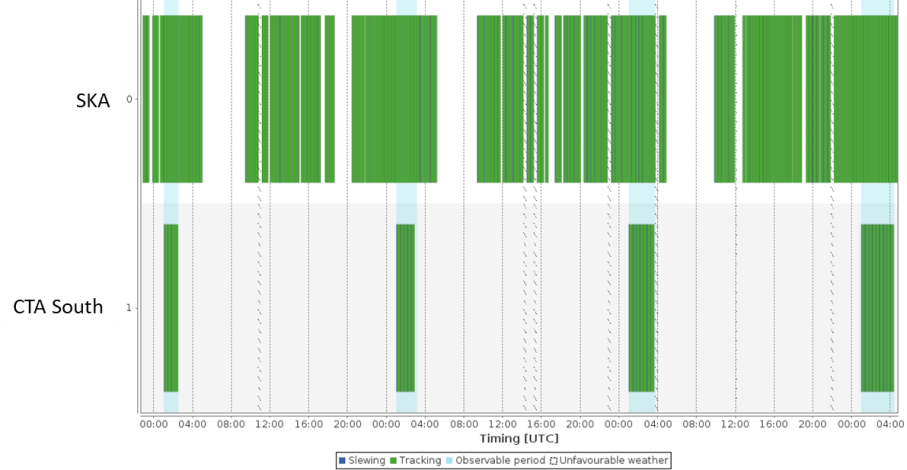 SKA
0
CTA South
1
00:00 04:00 08:00 12:00 16:00 20:00 00:00 04:00 08:00 12:00 16:00 20:00 00:00 04:00 08:00 12:00 16:00 20:00 00:00 04:00
Timing [UTC]
Slewing Tracking Observable period Unfavourable weather